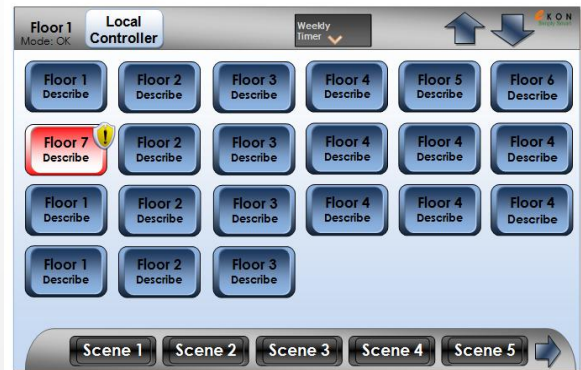 Floor 1
Mode: OK
Local
Controller
Weekly
Timer
EKON
Simply Smart
Floor 1
Describe
Floor 2
Describe
Floor 3
Describe
Floor 4
Describe
Floor 5
Describe
Floor 6
Describe
Floor 7
Describe
Floor 2
Describe
Floor 3
Describe
Floor 4
Describe
Floor 4
Describe
Floor 4
Describe
Floor 1
Describe
Floor 2
Describe
Floor 3
Describe
Floor 4
Describe
Floor 4
Describe
Floor 4
Describe
Floor 1
Describe
Floor 2
Describe
Floor 3
Describe
Scene 1
Scene 2
Scene 3
Scene 4
Scene 5